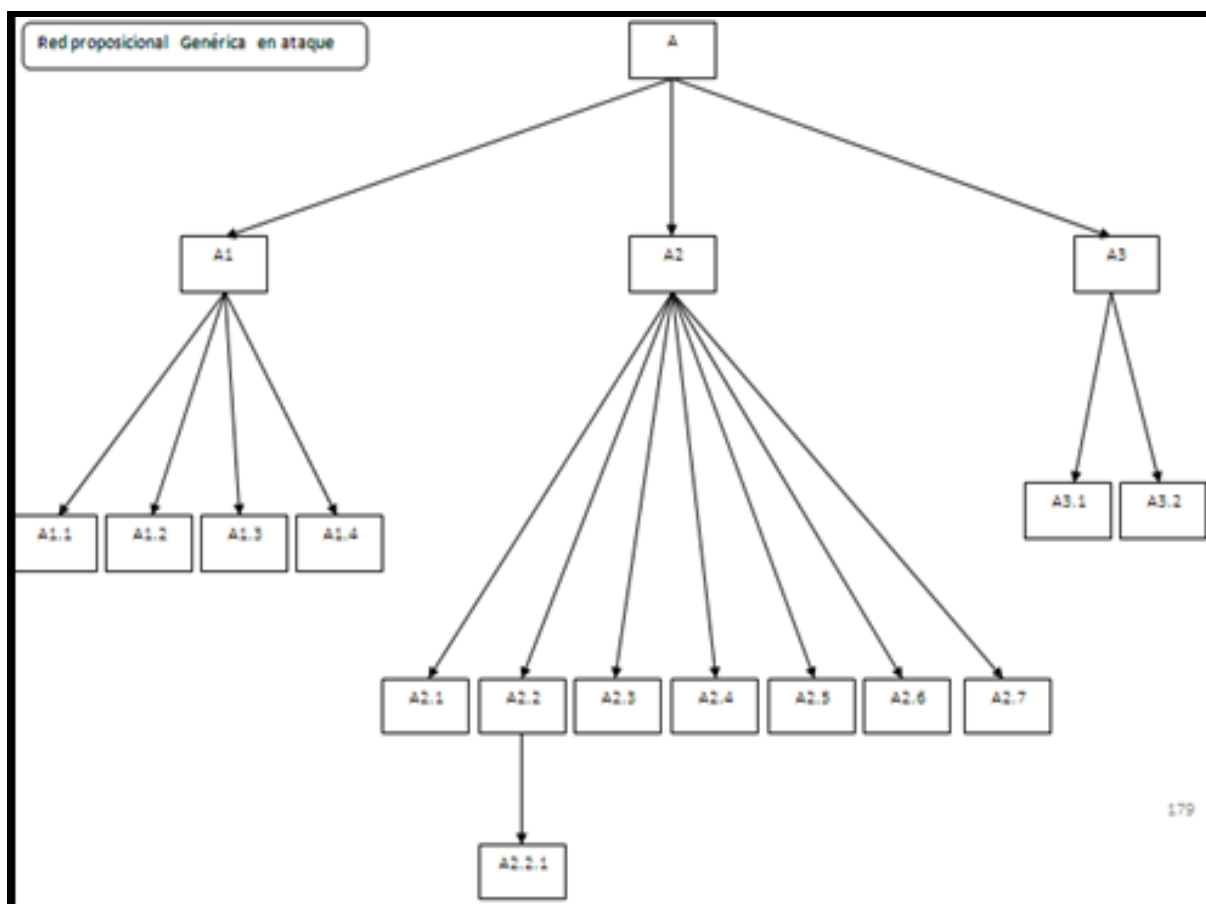 Red proposicional Genérica en ataque
A
A1
A2
A3
A1.1
A1.2
A1.3
A1.4
A3.1
A3.2
A2.1
A2.2
A2.3
A2.4
A2.5
A2.6
A2.7
179
A2.2.1